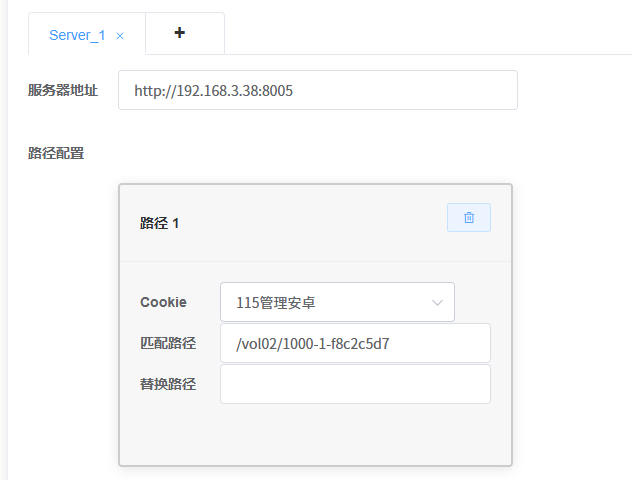 Server_1 × +
服务器地址 http://192.168.3.38:8005
路径配置
路径 1
Cookie 115管理安卓
匹配路径 /vol02/1000-1-f8c2c5d7
替换路径